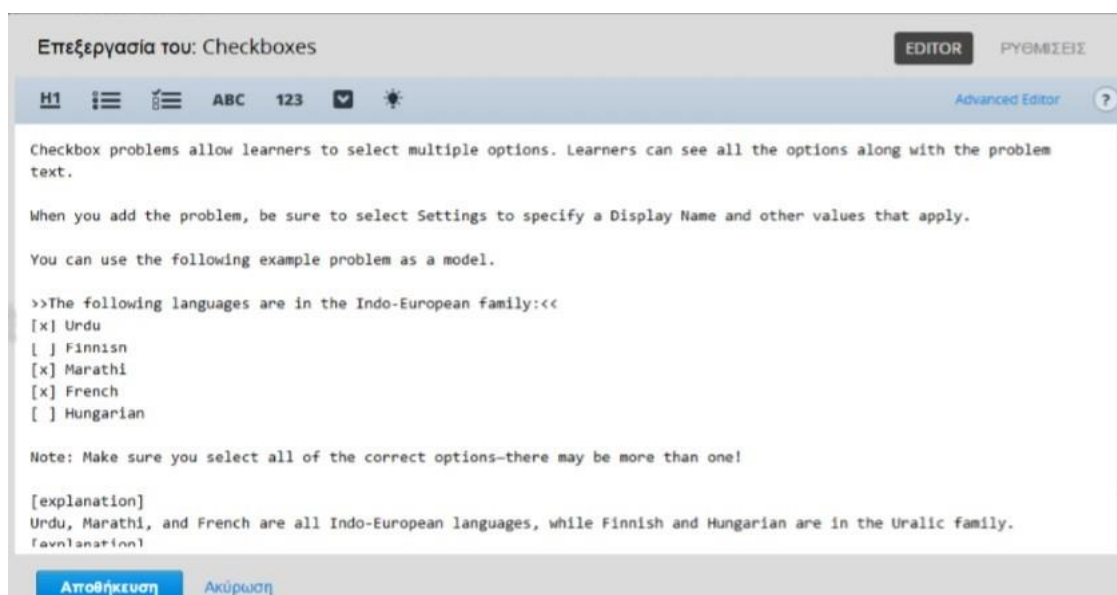 Επεξεργασία του: Checkboxes EDITOR ΡΥΘΜΙΣΕΙΣ
H1 ABC 123 Advanced Editor ?
Checkbox problems allow learners to select multiple options. Learners can see all the options along with the problem
text.
When you add the problem, be sure to select Settings to specify a Display Name and other values that apply.
You can use the following example problem as a model.
>>The following languages are in the Indo-European family:<<
[x] Urdu
[ ] Finnish
[x] Marathi
[x] French
[ ] Hungarian
Note: Make sure you select all of the correct options—there may be more than one!
[explanation]
Urdu, Marathi, and French are all Indo-European languages, while Finnish and Hungarian are in the Uralic family.
[explanation]
Αποθήκευση Ακύρωση